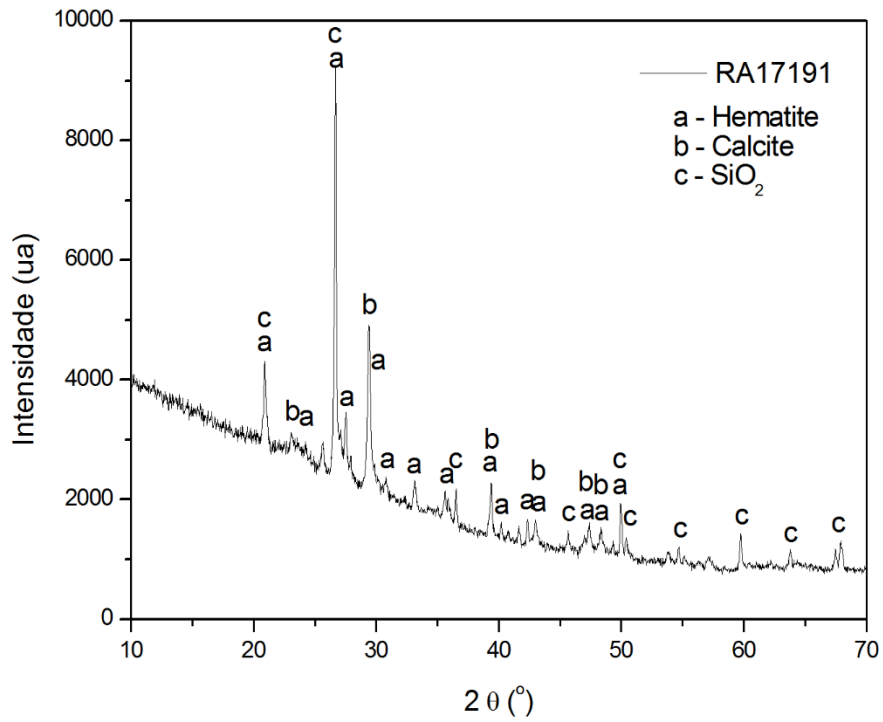 10000
8000
6000
4000
2000
0
Intensidade (ua)
10 20 30 40 50 60 70
2 θ (°)
RA17191
a - Hematite
b - Calcite
c - SiO₂
c
a
c
a
b
a
b a
a
a
a
a
c
b
a
a
a
b
a
c
b
a
b
a
c
a
c
c
c
c
c